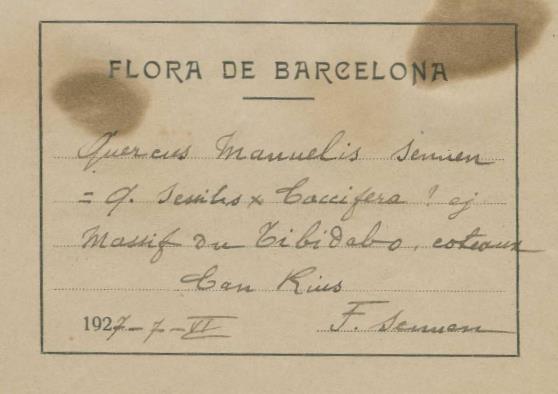 FLORA DE BARCELONA
Quercus Manuelis Sennen
= Q. Sessilis x Coccifera ! ej
Massif du Tibidabo, coteaux
Can Rius
1927-7-VI F. Sennen